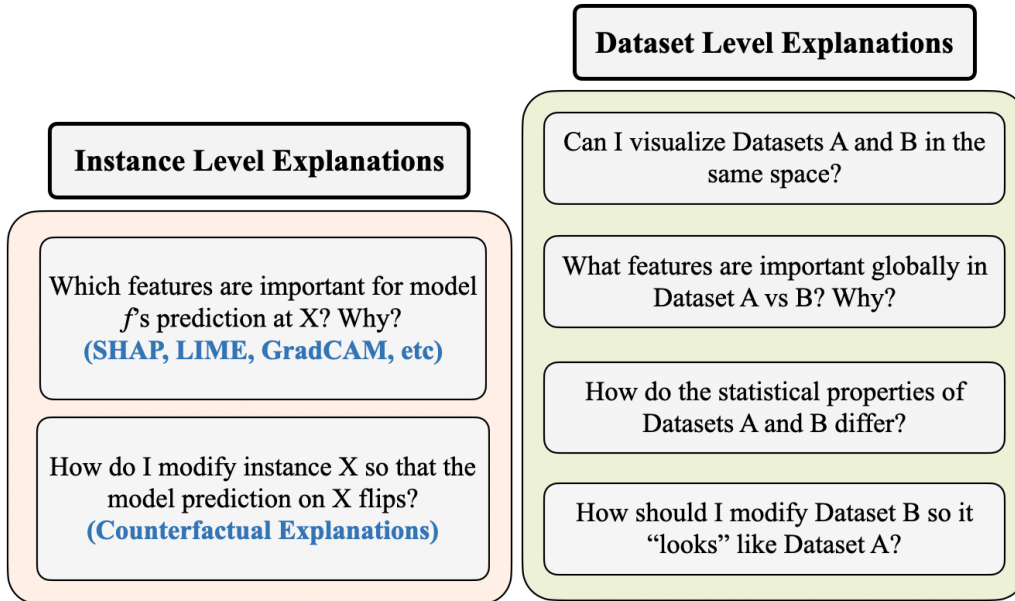 Instance Level Explanations
Which features are important for model
f's prediction at X? Why?
(SHAP, LIME, GradCAM, etc)
How do I modify instance X so that the
model prediction on X flips?
(Counterfactual Explanations)
Dataset Level Explanations
Can I visualize Datasets A and B in the
same space?
What features are important globally in
Dataset A vs B? Why?
How do the statistical properties of
Datasets A and B differ?
How should I modify Dataset B so it
“looks” like Dataset A?